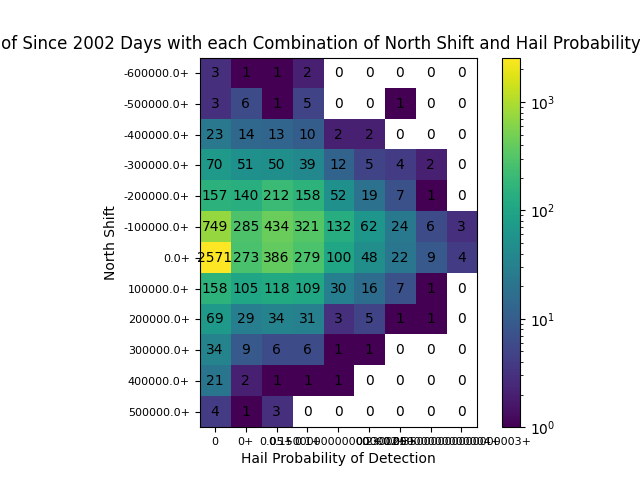 of Since 2002 Days with each Combination of North Shift and Hail Probability
-600000.0+ 3 1 1 2 0 0 0 0 0
-500000.0+ 3 6 1 5 0 0 1 0 0
-400000.0+ 23 14 13 10 2 2 0 0 0
-300000.0+ 70 51 50 39 12 5 4 2 0
-200000.0+ 157 140 212 158 52 19 7 1 0
-100000.0+ 749 285 434 321 132 62 24 6 3
0.0+ 2571 273 386 279 100 48 22 9 4
100000.0+ 158 105 118 109 30 16 7 1 0
200000.0+ 69 29 34 31 3 5 1 1 0
300000.0+ 34 9 6 6 1 1 0 0 0
400000.0+ 21 2 1 1 1 0 0 0 0
500000.0+ 4 1 3 0 0 0 0 0 0
0 0+
Hail Probability of Detection
North Shift
10³
10²
10¹
10⁰